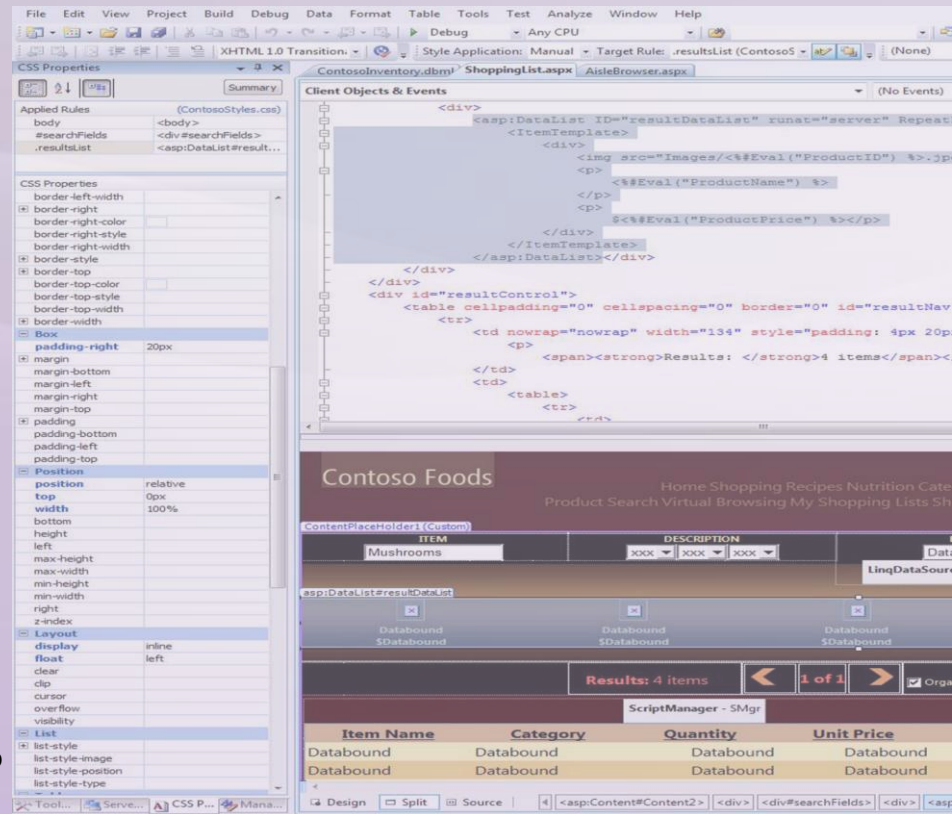 File Edit View Project Build Debug Data Format Table Tools Test Analyze Window Help
Debug Any CPU
XHTML 1.0 Transition: Style Application: Manual Target Rule: .resultsList (ContosoS (None)
CSS Properties
Summary
Applied Rules (ContosoStyles.css)
body <body>
#searchFields <div#searchFields>
.resultsList <asp:DataList#result...
CSS Properties
border-left-width
border-right
border-right-color
border-right-style
border-right-width
border-style
border-top
border-top-color
border-top-style
border-top-width
border-width
Box
padding-right 20px
margin
margin-bottom
margin-left
margin-right
margin-top
padding
padding-bottom
padding-left
padding-top
Position
position relative
top 0px
width 100%
bottom
height
left
max-height
max-width
min-height
min-width
right
z-index
Layout
display inline
float left
clear
clip
cursor
overflow
visibility
List
list-style
list-style-image
list-style-position
list-style-type
Tool... Serve... CSS P... Mana...
ContosoInventory.dbml* ShoppingList.aspx AisleBrowser.aspx
Client Objects & Events (No Events)
<div>
<asp:DataList ID="resultDataList" runat="server" Repeat
<ItemTemplate>
<div>
<img src="Images/<%#Eval("ProductID") %>.jp
<p>
<%#Eval("ProductName") %>
</p>
<p>
$<%#Eval("ProductPrice") %></p>
</div>
</ItemTemplate>
</asp:DataList></div>
</div>
</div>
<div id="resultControl">
<table cellpadding="0" cellspacing="0" border="0" id="resultNav
<tr>
<td nowrap="nowrap" width="134" style="padding: 4px 20p
<p>
<span><strong>Results: </strong>4 items</span><
</td>
<td>
<table>
<tr>
<td>
Contoso Foods
Home Shopping Recipes Nutrition Cate
Product Search Virtual Browsing My Shopping Lists Sh
ContentPlaceHolder1 (Custom)
ITEM DESCRIPTION
Mushrooms xxx xxx xxx Data
LinqDataSourc
asp:DataList#resultDataList
Databound Databound Databound
$Databound $Databound $Databound
Results: 4 items 1 of 1 Orga
ScriptManager - SMgr
Item Name Category Quantity Unit Price
Databound Databound Databound Databound
Databound Databound Databound Databound
Design Split Source <asp:Content#Content2> <div> <div#searchFields> <div> <asp